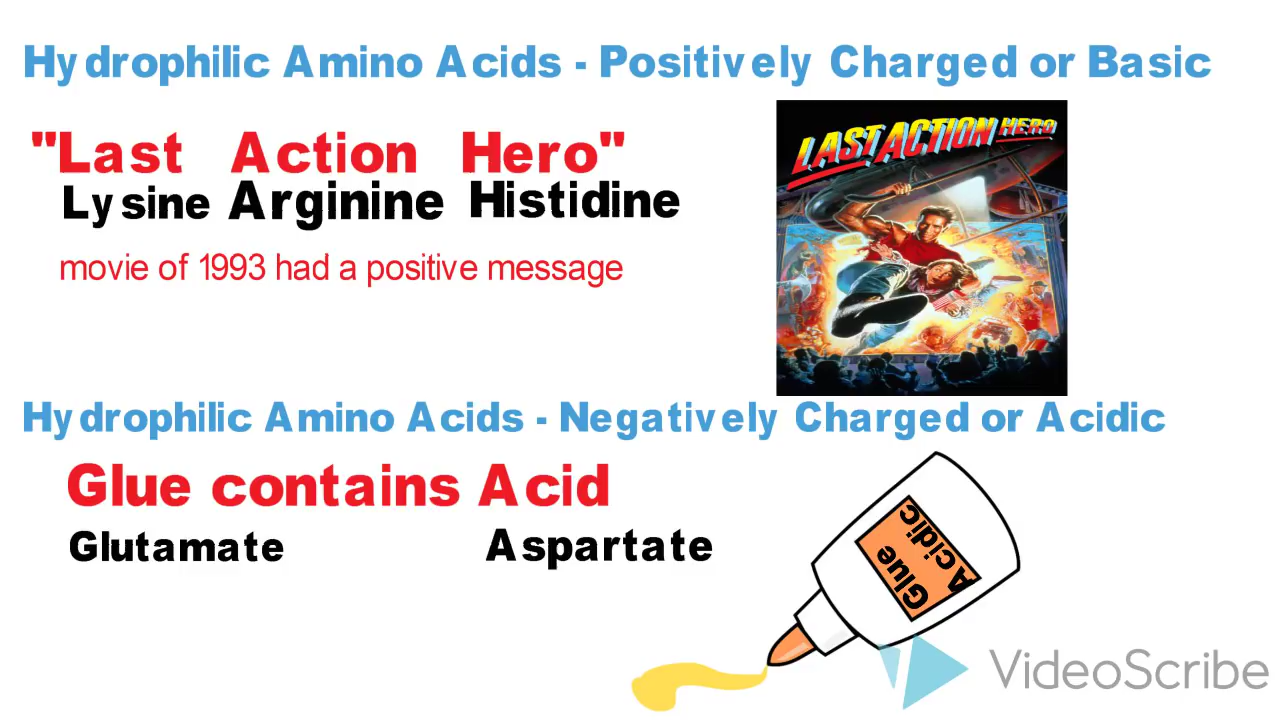 Hydrophilic Amino Acids - Positively Charged or Basic
"Last Action Hero"
Lysine Arginine Histidine
movie of 1993 had a positive message
LAST ACTION HERO
Hydrophilic Amino Acids - Negatively Charged or Acidic
Glue contains Acid
Glutamate Aspartate
Glue Acidic
A
VideoScribe